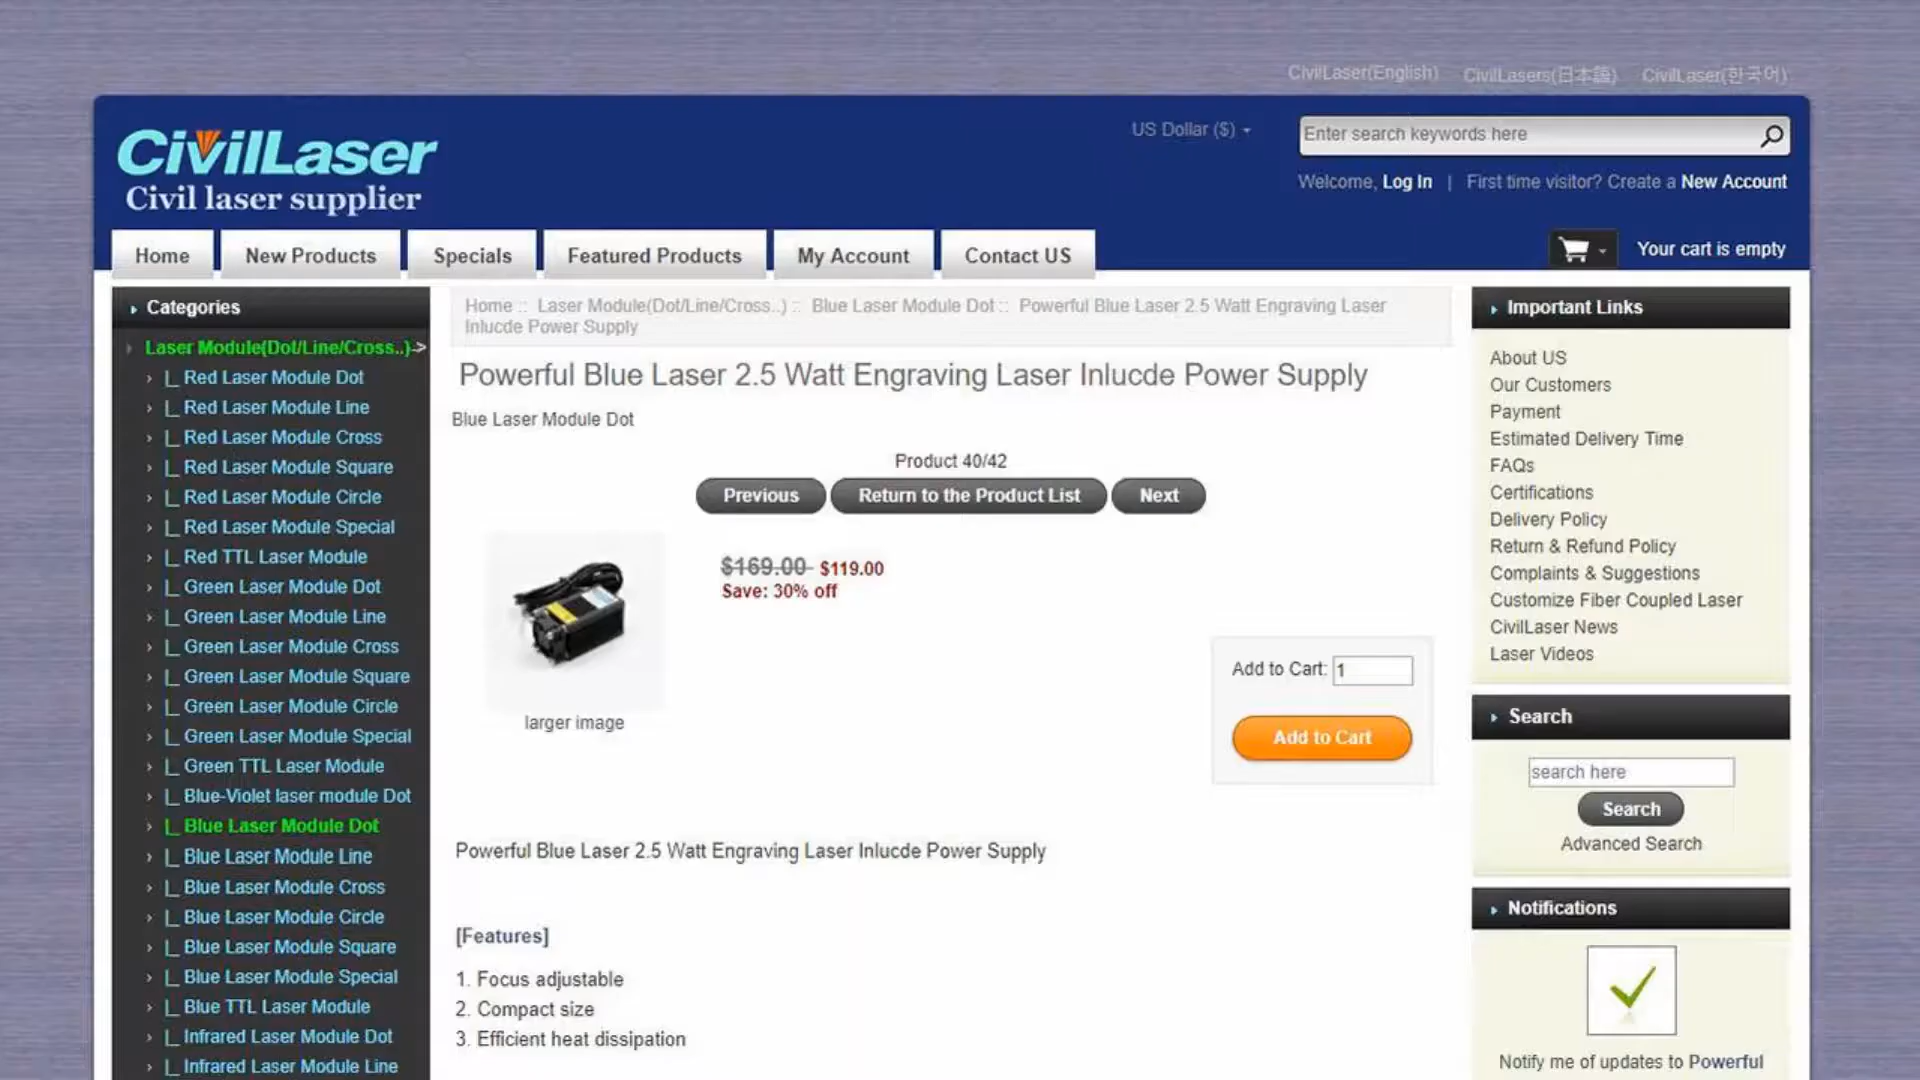 CivilLaser(English) CivilLasers(日本語) CivilLaser(한국어)
CivilLaser
Civil laser supplier
US Dollar ($)
Enter search keywords here
Welcome, Log In | First time visitor? Create a New Account
Home New Products Specials Featured Products My Account Contact US
Your cart is empty
Categories
Laser Module(Dot/Line/Cross..)->
|_ Red Laser Module Dot
|_ Red Laser Module Line
|_ Red Laser Module Cross
|_ Red Laser Module Square
|_ Red Laser Module Circle
|_ Red Laser Module Special
|_ Red TTL Laser Module
|_ Green Laser Module Dot
|_ Green Laser Module Line
|_ Green Laser Module Cross
|_ Green Laser Module Square
|_ Green Laser Module Circle
|_ Green Laser Module Special
|_ Green TTL Laser Module
|_ Blue-Violet laser module Dot
|_ Blue Laser Module Dot
|_ Blue Laser Module Line
|_ Blue Laser Module Cross
|_ Blue Laser Module Circle
|_ Blue Laser Module Square
|_ Blue Laser Module Special
|_ Blue TTL Laser Module
|_ Infrared Laser Module Dot
|_ Infrared Laser Module Line
Home :: Laser Module(Dot/Line/Cross..) :: Blue Laser Module Dot :: Powerful Blue Laser 2.5 Watt Engraving Laser
Inlucde Power Supply
Powerful Blue Laser 2.5 Watt Engraving Laser Inlucde Power Supply
Blue Laser Module Dot
Product 40/42
Previous Return to the Product List Next
$169.00 $119.00
Save: 30% off
larger image
Add to Cart: 1
Add to Cart
Powerful Blue Laser 2.5 Watt Engraving Laser Inlucde Power Supply
[Features]
1. Focus adjustable
2. Compact size
3. Efficient heat dissipation
Important Links
About US
Our Customers
Payment
Estimated Delivery Time
FAQs
Certifications
Delivery Policy
Return & Refund Policy
Complaints & Suggestions
Customize Fiber Coupled Laser
CivilLaser News
Laser Videos
Search
search here
Search
Advanced Search
Notifications
Notify me of updates to Powerful